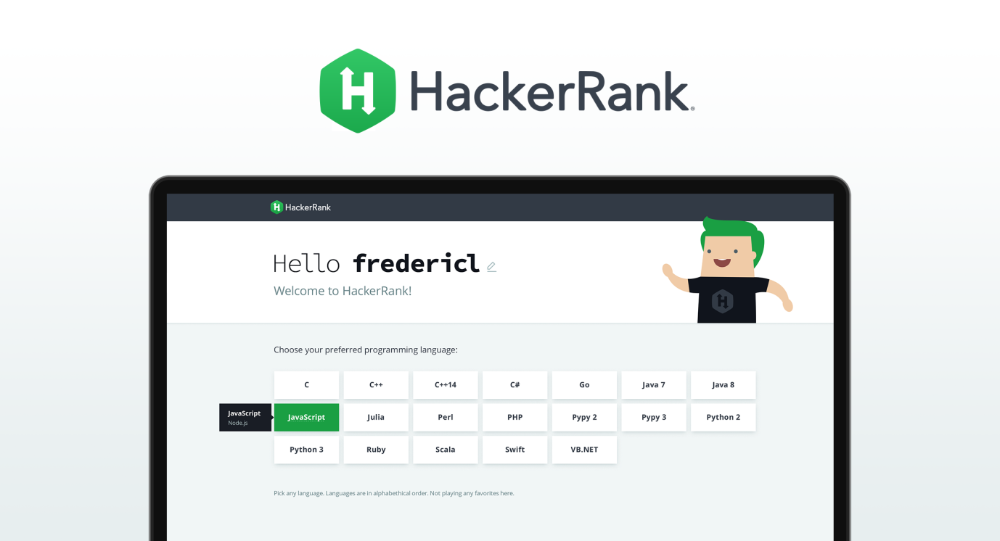 HackerRank®
HackerRank
Hello fredericl
Welcome to HackerRank!
Choose your preferred programming language:
C C++ C++14 C# Go Java 7 Java 8
JavaScript
Node.js
JavaScript Julia Perl PHP Pypy 2 Pypy 3 Python 2
Python 3 Ruby Scala Swift VB.NET
Pick any language. Languages are in alphabethical order. Not playing any favorites here.